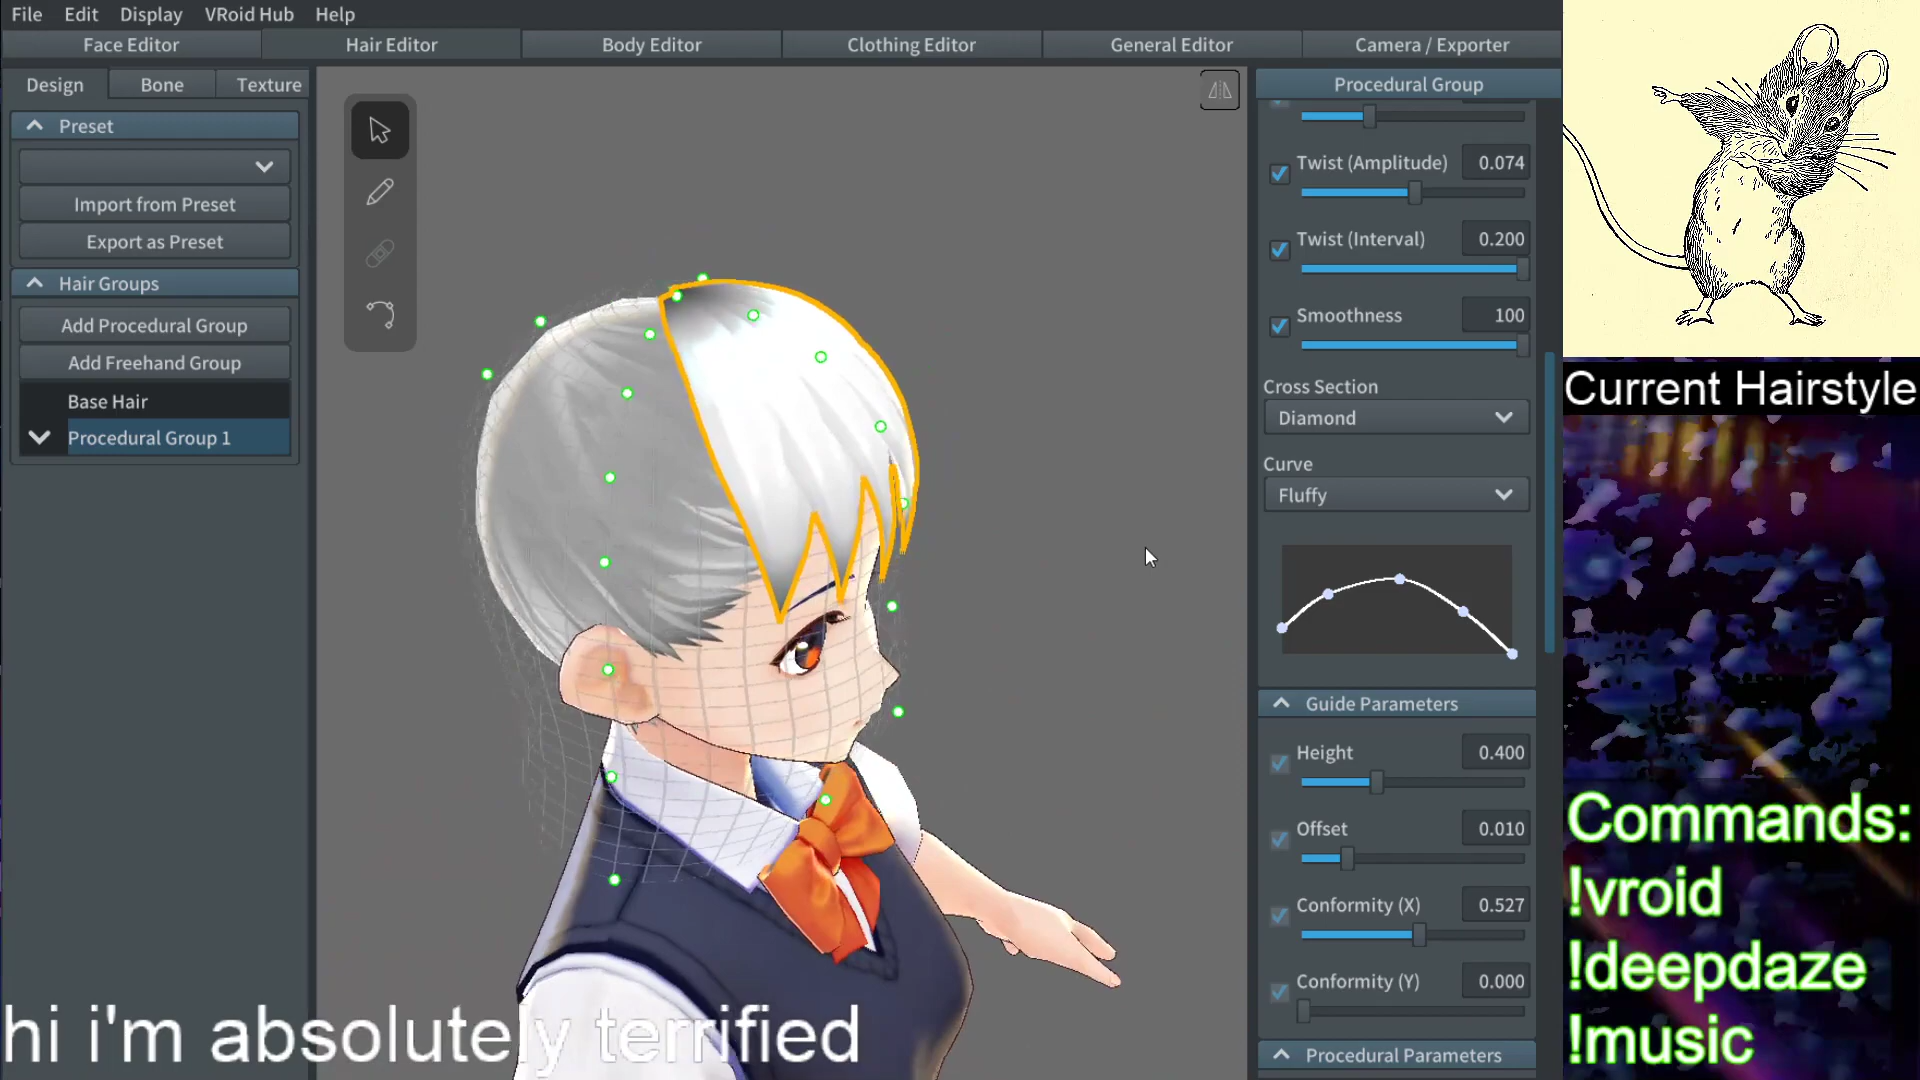 File Edit Display VRoid Hub Help
Face Editor Hair Editor Body Editor Clothing Editor General Editor Camera / Exporter
Design Bone Texture
Preset
Import from Preset
Export as Preset
Hair Groups
Add Procedural Group
Add Freehand Group
Base Hair
Procedural Group 1
Procedural Group
Twist (Amplitude) 0.074
Twist (Interval) 0.200
Smoothness 100
Cross Section
Diamond
Curve
Fluffy
Guide Parameters
Height 0.400
Offset 0.010
Conformity (X) 0.527
Conformity (Y) 0.000
Procedural Parameters
Current Hairstyle
Commands:
!vroid
!deepdaze
!music
hi i'm absolutely terrified